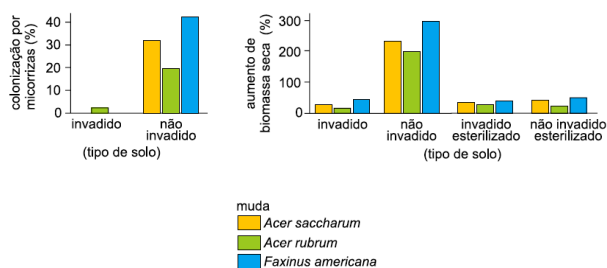 colonização por
micorrizas (%)
40
30
20
10
0
invadido
não
invadido
(tipo de solo)
aumento de
biomassa seca (%)
300
200
100
0
invadido
não
invadido
invadido
esterilizado
não invadido
esterilizado
(tipo de solo)
muda
Acer saccharum
Acer rubrum
Faxinus americana